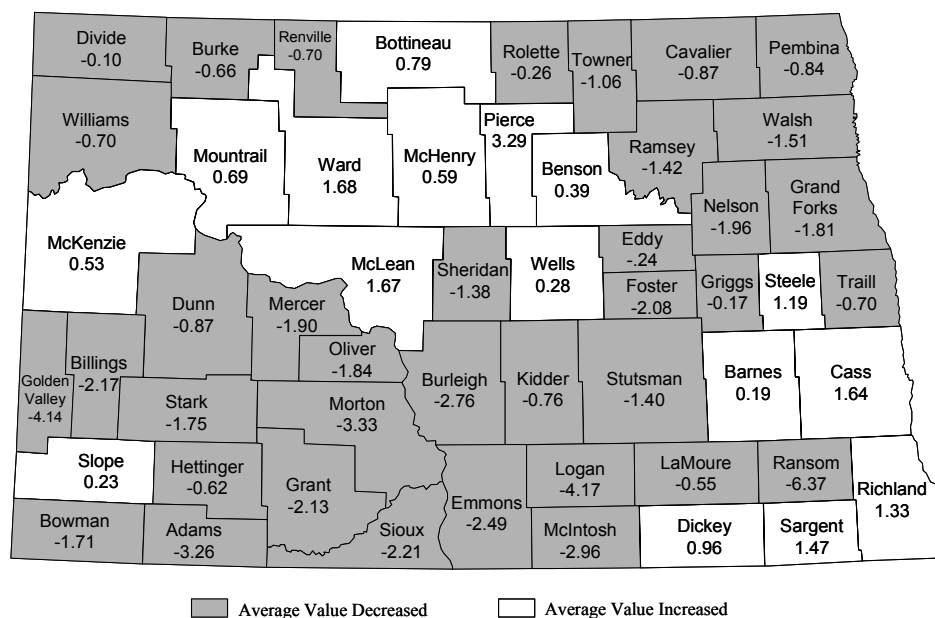 Divide
-0.10
Burke
-0.66
Renville
-0.70
Bottineau
0.79
Rolette
-0.26
Towner
-1.06
Cavalier
-0.87
Pembina
-0.84
Williams
-0.70
Mountrail
0.69
Ward
1.68
McHenry
0.59
Pierce
3.29
Benson
0.39
Ramsey
-1.42
Walsh
-1.51
Nelson
-1.96
Grand
Forks
-1.81
McKenzie
0.53
Dunn
-0.87
Mercer
-1.90
McLean
1.67
Sheridan
-1.38
Wells
0.28
Eddy
-.24
Foster
-2.08
Griggs
-0.17
Steele
1.19
Traill
-0.70
Golden
Valley
-4.14
Billings
-2.17
Stark
-1.75
Oliver
-1.84
Morton
-3.33
Burleigh
-2.76
Kidder
-0.76
Stutsman
-1.40
Barnes
0.19
Cass
1.64
Slope
0.23
Hettinger
-0.62
Grant
-2.13
Emmons
-2.49
Logan
-4.17
LaMoure
-0.55
Ransom
-6.37
Richland
1.33
Bowman
-1.71
Adams
-3.26
Sioux
-2.21
McIntosh
-2.96
Dickey
0.96
Sargent
1.47
Average Value Decreased
Average Value Increased